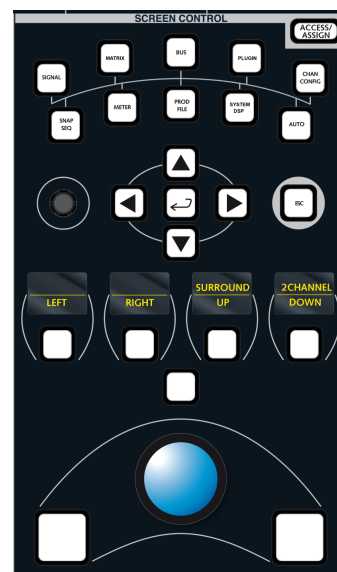 SCREEN CONTROL
ACCESS/
ASSIGN
SIGNAL
MATRIX
BUS
PLUGIN
CHAN
CONFIG
SNAP
SEQ
METER
PROD
FILE
SYSTEM
DSP
AUTO
ESC
LEFT
RIGHT
SURROUND
UP
2CHANNEL
DOWN